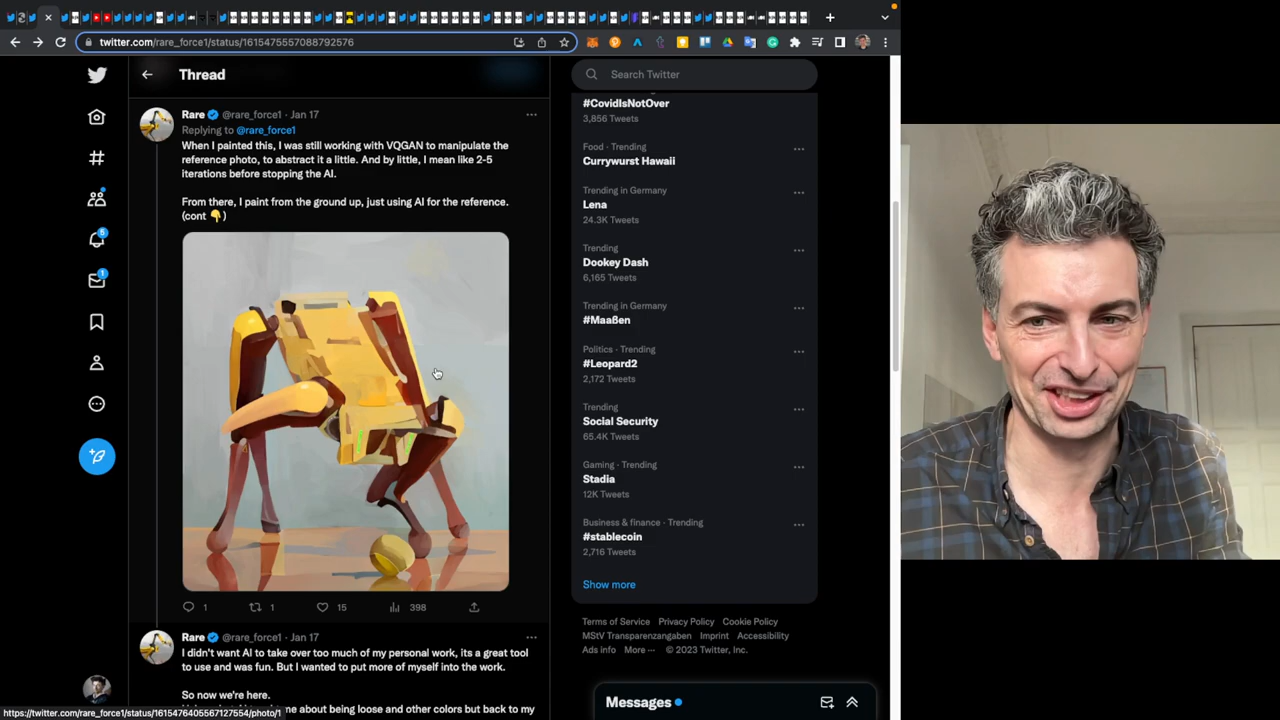 twitter.com/rare_force1/status/1615475557088792576
Thread
Rare @rare_force1 · Jan 17
Replying to @rare_force1
When I painted this, I was still working with VQGAN to manipulate the
reference photo, to abstract it a little. And by little, I mean like 2-5
iterations before stopping the AI.
From there, I paint from the ground up, just using AI for the reference.
(cont 👇)
1
1
15
398
Rare @rare_force1 · Jan 17
I didn't want AI to take over too much of my personal work, its a great tool
to use and was fun. But I wanted to put more of myself into the work.
So now we're here.
me about being loose and other colors but back to my
https://twitter.com/rare_force1/status/1615476405567127554/photo/1
5
1
Search Twitter
#CovidIsNotOver
3,856 Tweets
Food · Trending
Currywurst Hawaii
Trending in Germany
Lena
24.3K Tweets
Trending
Dookey Dash
6,165 Tweets
Trending in Germany
#Maaßen
Politics · Trending
#Leopard2
2,172 Tweets
Trending
Social Security
65.4K Tweets
Gaming · Trending
Stadia
12K Tweets
Business & finance · Trending
#stablecoin
2,716 Tweets
Show more
Terms of Service Privacy Policy Cookie Policy
MStV Transparenzangaben Imprint Accessibility
Ads info More ··· © 2023 Twitter, Inc.
Messages